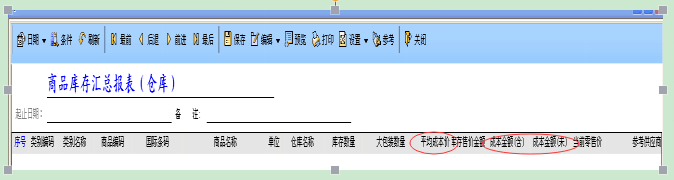 日期 条件 刷新 最前 后退 前进 最后 保存 编辑 预览 打印 设置 参考 关闭
商品库存汇总报表（仓库）
起止日期： 备 注：
序号 类别编码 类别名称 商品编码 国际条码 商品名称 单位 仓库名称 库存数量 大包装数量 平均成本价 库存售价金额 成本金额(含) 成本金额(未) 当前零售价 参考供应商